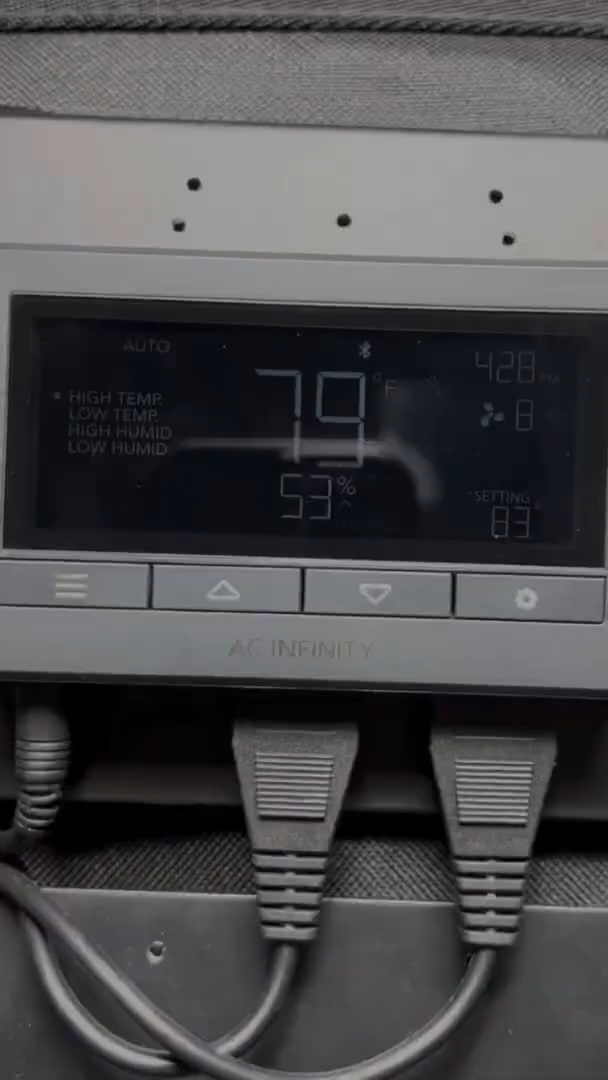 AUTO
428
HIGH TEMP.
LOW TEMP.
HIGH HUMID.
LOW HUMID.
79°F
8
53%
SETTING
83
AC INFINITY